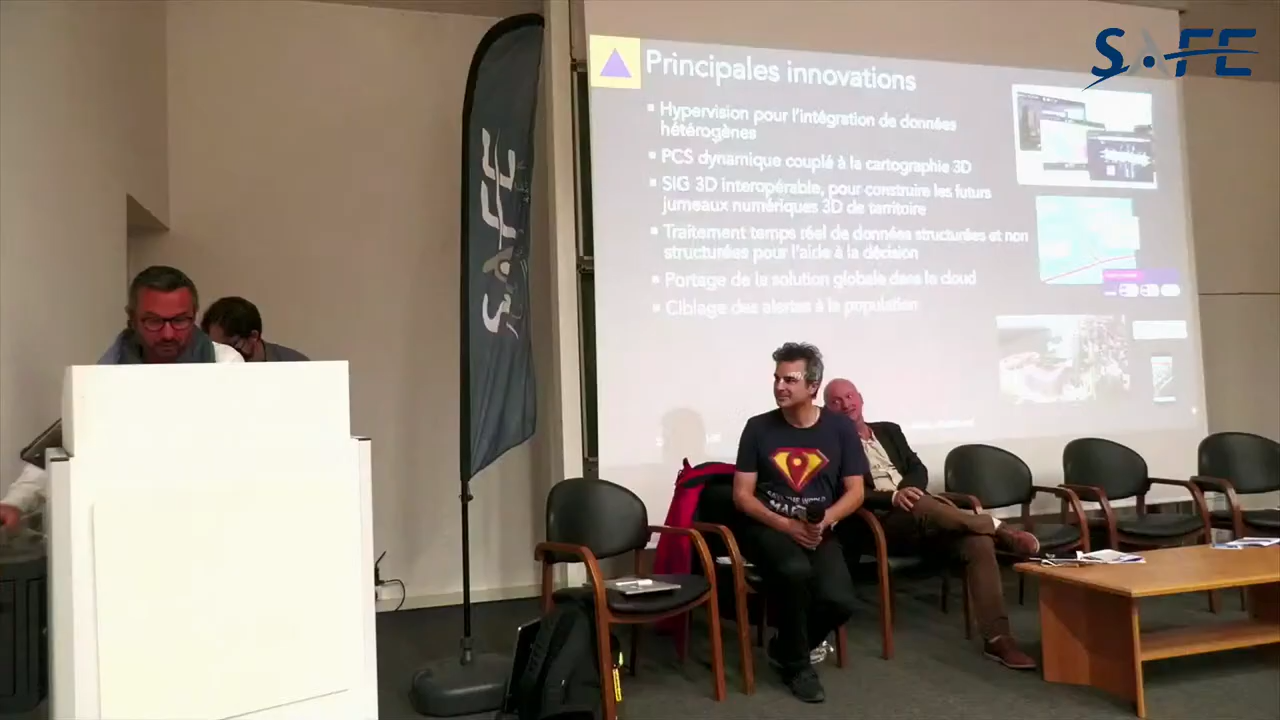 SAFE
Principales innovations
▪ Hypervision pour l'intégration de données
hétérogènes
▪ PCS dynamique couplé à la cartographie 3D
▪ SIG 3D interopérable, pour construire les futurs
jumeaux numériques 3D de territoire
▪ Traitement temps réel de données structurées et non
structurées pour l'aide à la décision
▪ Portage de la solution globale dans le cloud
▪ Ciblage des alertes à la population
SAFE